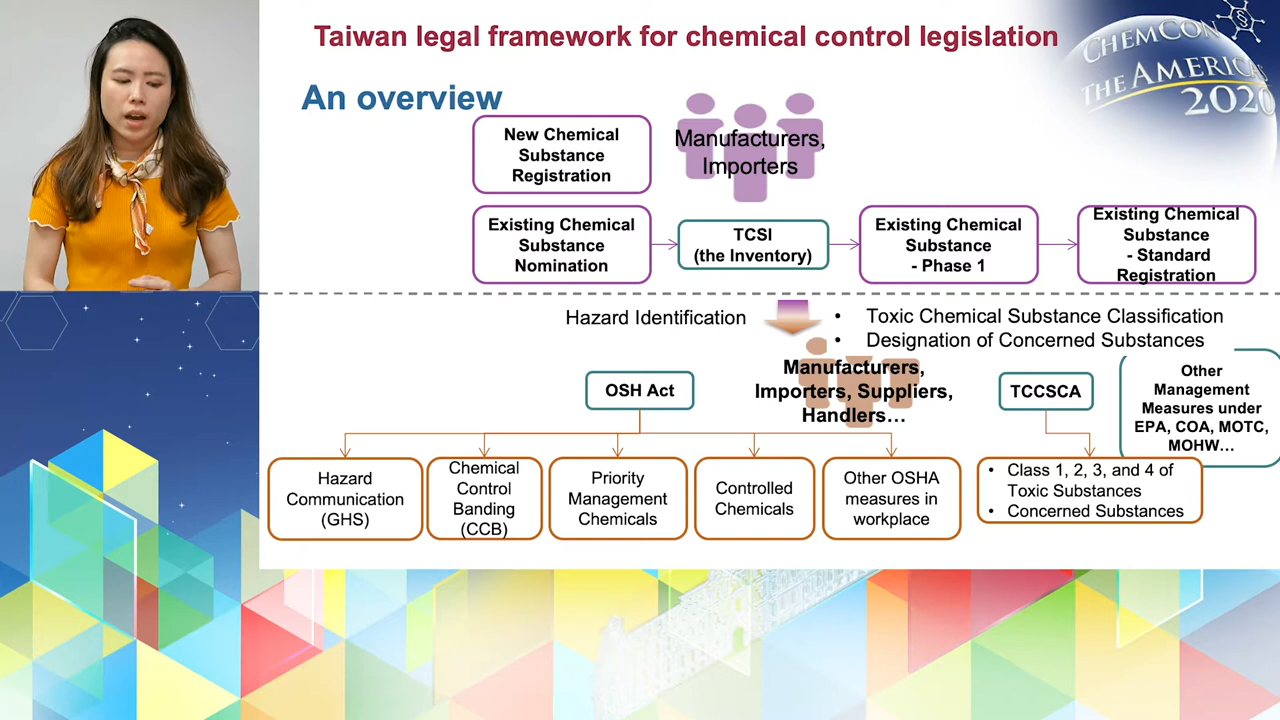 Taiwan legal framework for chemical control legislation
CHEMCON
THE AMERICAS
2020
An overview
New Chemical
Substance
Registration
Manufacturers,
Importers
Existing Chemical
Substance
Nomination
TCSI
(the Inventory)
Existing Chemical
Substance
- Phase 1
Existing Chemical
Substance
- Standard
Registration
Hazard Identification
• Toxic Chemical Substance Classification
• Designation of Concerned Substances
OSH Act
Manufacturers,
Importers, Suppliers,
Handlers…
TCCSCA
Other
Management
Measures under
EPA, COA, MOTC,
MOHW…
Hazard
Communication
(GHS)
Chemical
Control
Banding
(CCB)
Priority
Management
Chemicals
Controlled
Chemicals
Other OSHA
measures in
workplace
• Class 1, 2, 3, and 4 of
Toxic Substances
• Concerned Substances